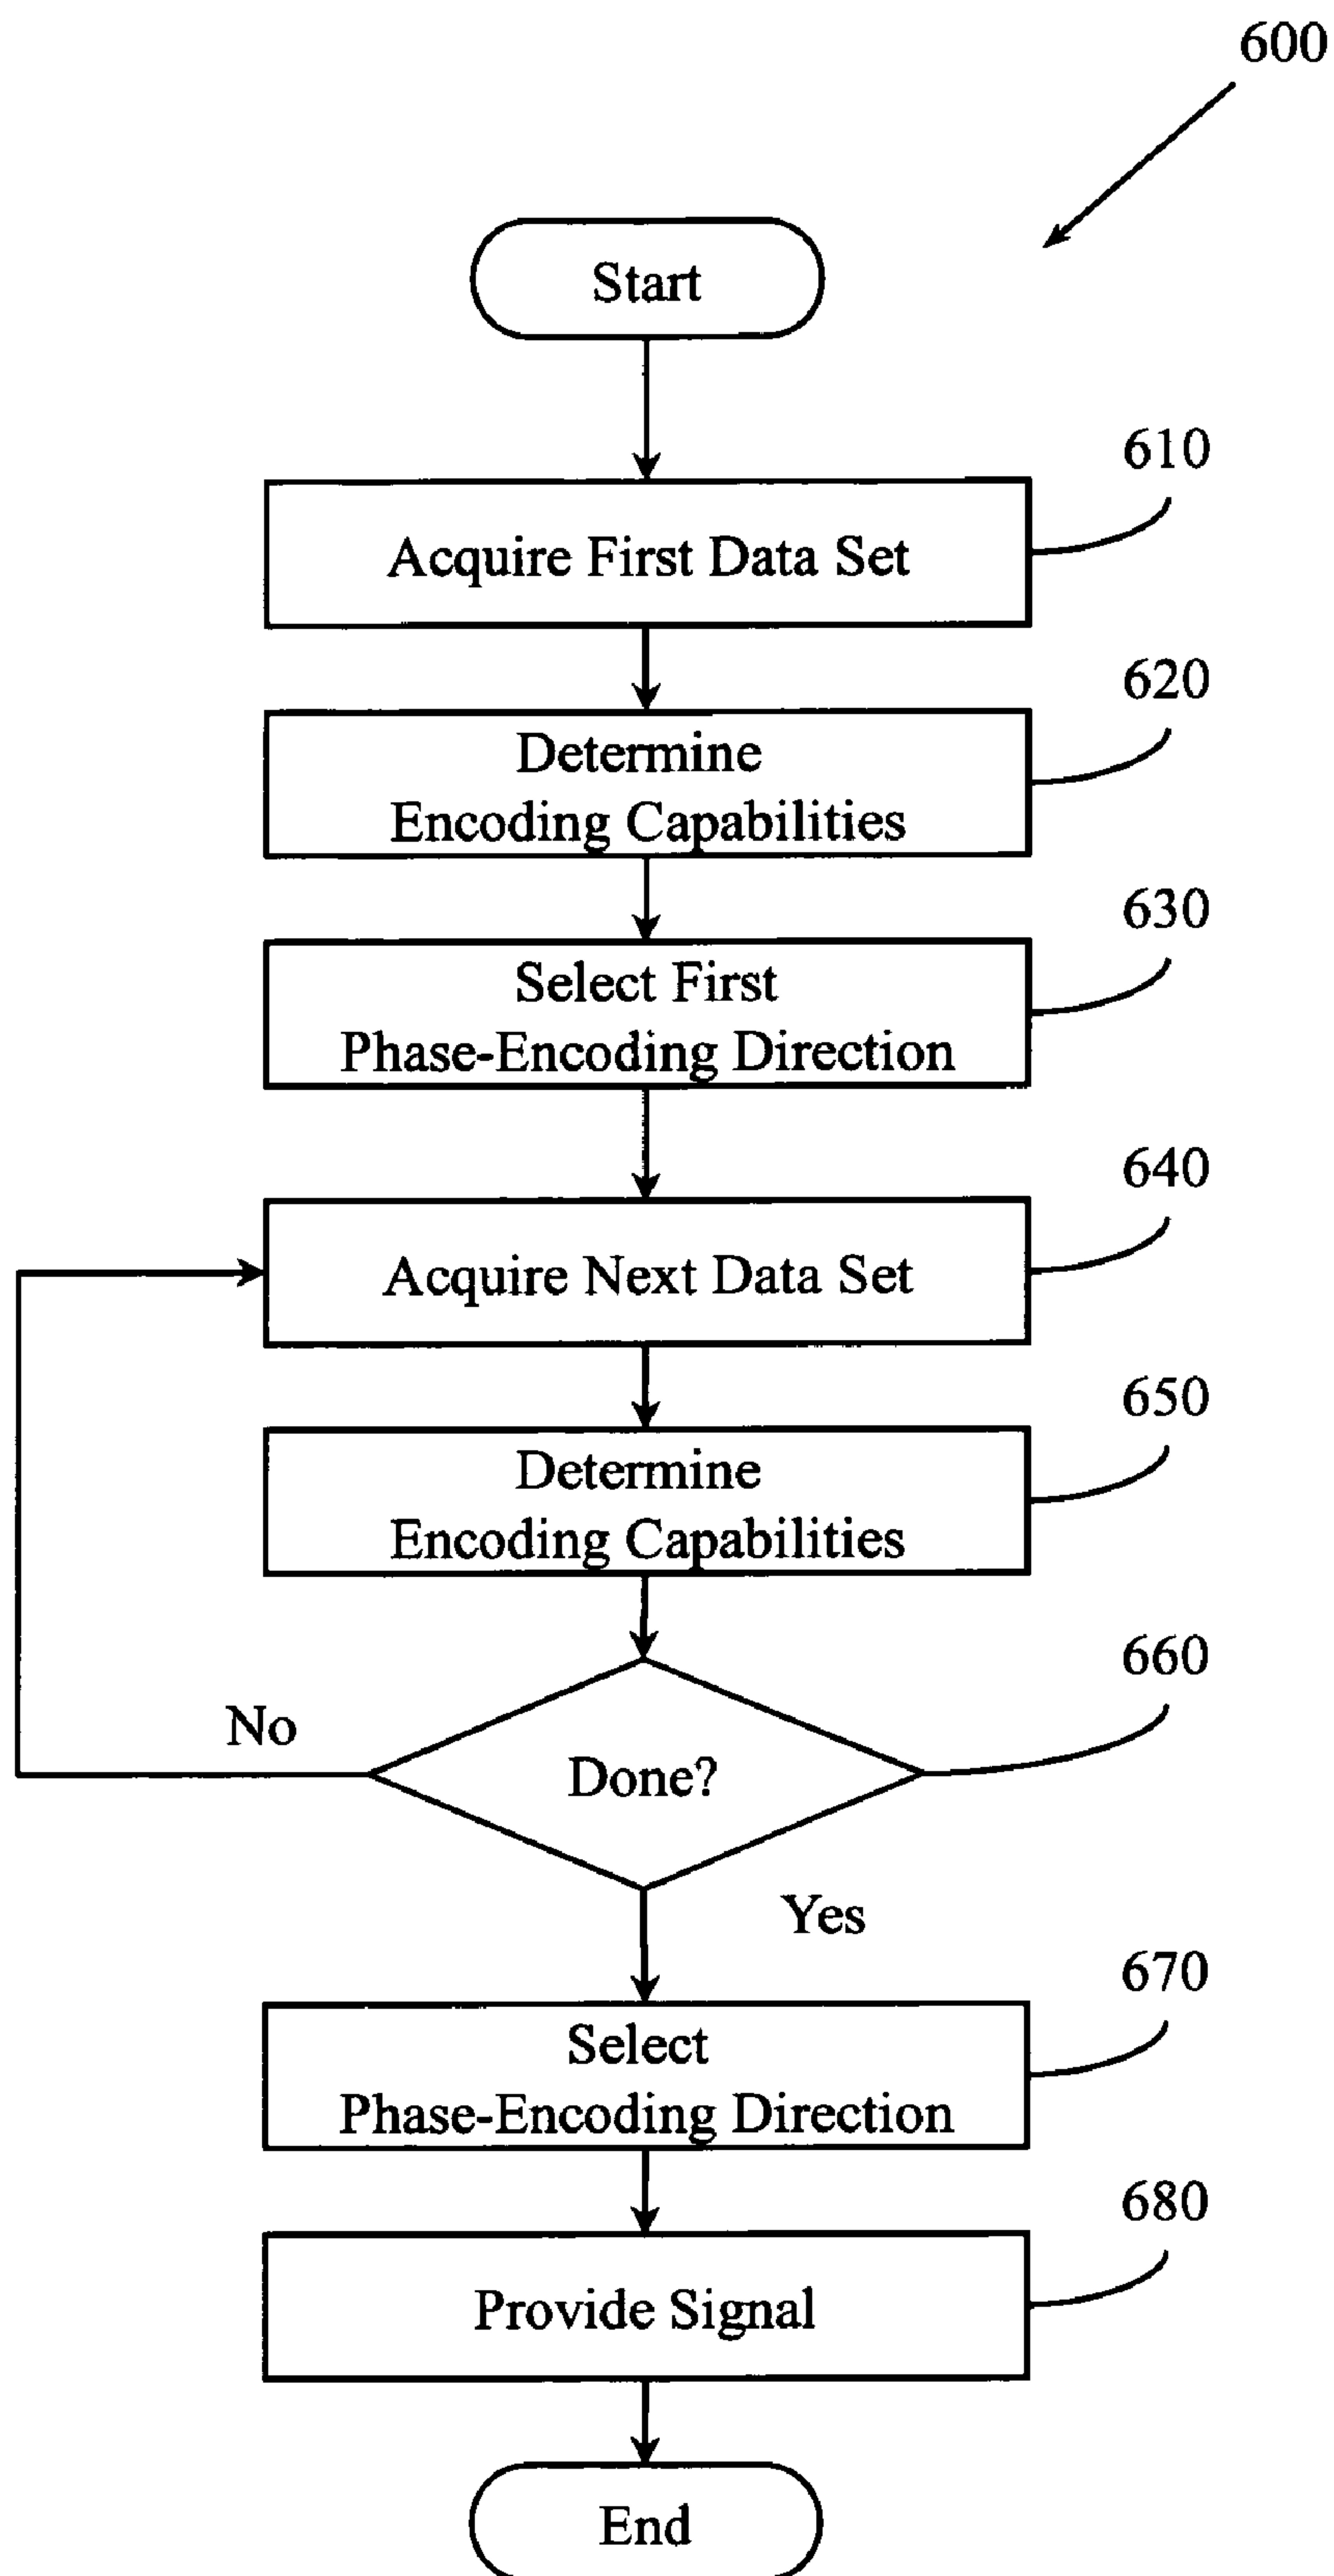 600
Start
610
Acquire First Data Set
620
Determine
Encoding Capabilities
630
Select First
Phase-Encoding Direction
640
Acquire Next Data Set
650
Determine
Encoding Capabilities
660
No
Done?
Yes
670
Select
Phase-Encoding Direction
680
Provide Signal
End